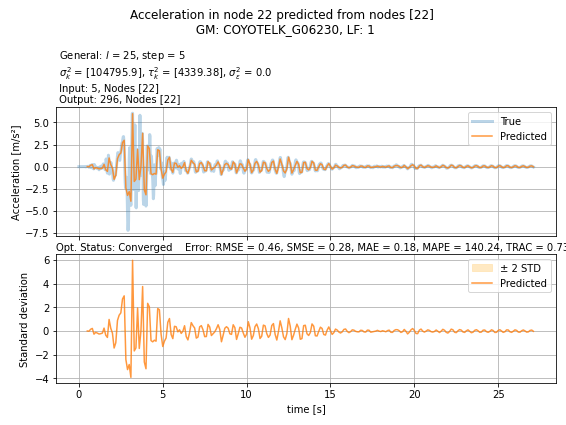 Acceleration in node 22 predicted from nodes [22]
GM: COYOTELK_G06230, LF: 1
General: l = 25, step = 5
σ²ₖ = [104795.9], τ²ₖ = [4339.38], σ²ε = 0.0
Input: 5, Nodes [22]
Output: 296, Nodes [22]
Acceleration [m/s²]
5.0
2.5
0.0
−2.5
−5.0
−7.5
True
Predicted
Opt. Status: Converged Error: RMSE = 0.46, SMSE = 0.28, MAE = 0.18, MAPE = 140.24, TRAC = 0.73
Standard deviation
6
4
2
0
−2
−4
± 2 STD
Predicted
0 5 10 15 20 25
time [s]